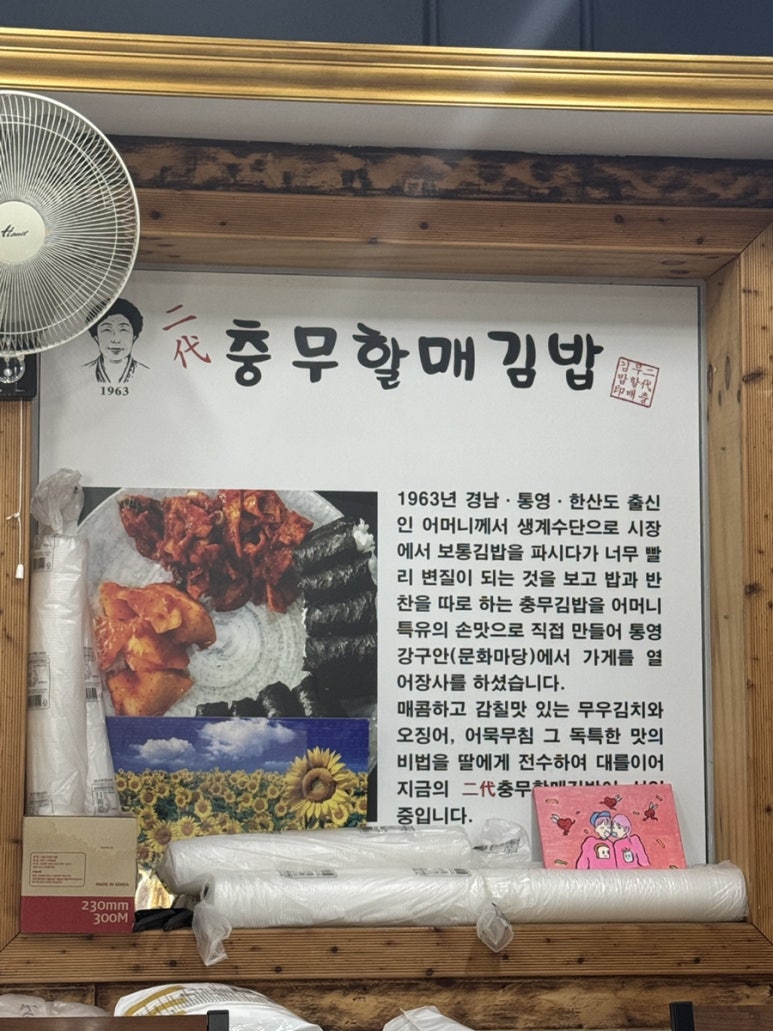 二代 충무할매김밥
1963
二代충
무할매
김밥印
1963년 경남·통영·한산도 출신
인 어머니께서 생계수단으로 시장
에서 보통김밥을 파시다가 너무 빨
리 변질이 되는 것을 보고 밥과 반
찬을 따로 하는 충무김밥을 어머니
특유의 손맛으로 직접 만들어 통영
강구안(문화마당)에서 가게를 열
어장사를 하셨습니다.
매콤하고 감칠맛 있는 무우김치와
오징어, 어묵무침 그 독특한 맛의
비법을 딸에게 전수하여 대를이어
지금의 二代충무할매김밥이
중입니다.
MADE IN KOREA
230mm
300M